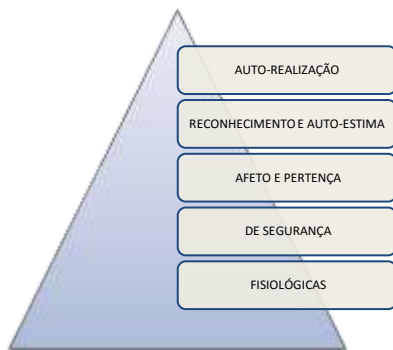 AUTO-REALIZAÇÃO
RECONHECIMENTO E AUTO-ESTIMA
AFETO E PERTENÇA
DE SEGURANÇA
FISIOLÓGICAS